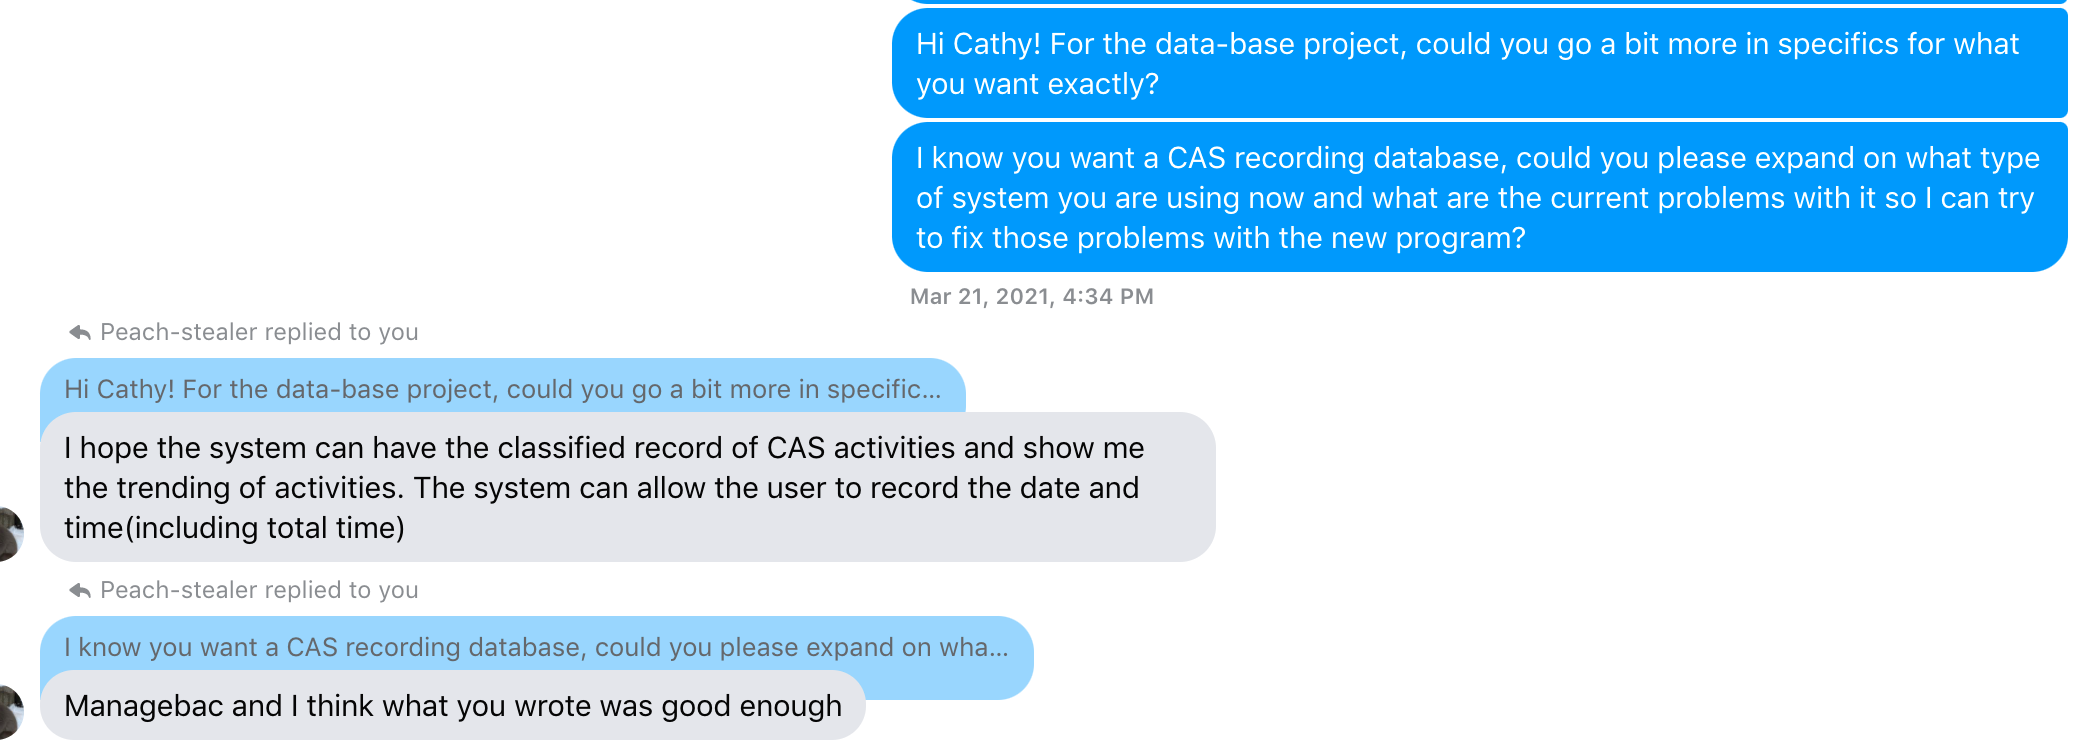 Hi Cathy! For the data-base project, could you go a bit more in specifics for what
you want exactly?
I know you want a CAS recording database, could you please expand on what type
of system you are using now and what are the current problems with it so I can try
to fix those problems with the new program?
Mar 21, 2021, 4:34 PM
Peach-stealer replied to you
Hi Cathy! For the data-base project, could you go a bit more in specific...
I hope the system can have the classified record of CAS activities and show me
the trending of activities. The system can allow the user to record the date and
time(including total time)
Peach-stealer replied to you
I know you want a CAS recording database, could you please expand on wha...
Managebac and I think what you wrote was good enough